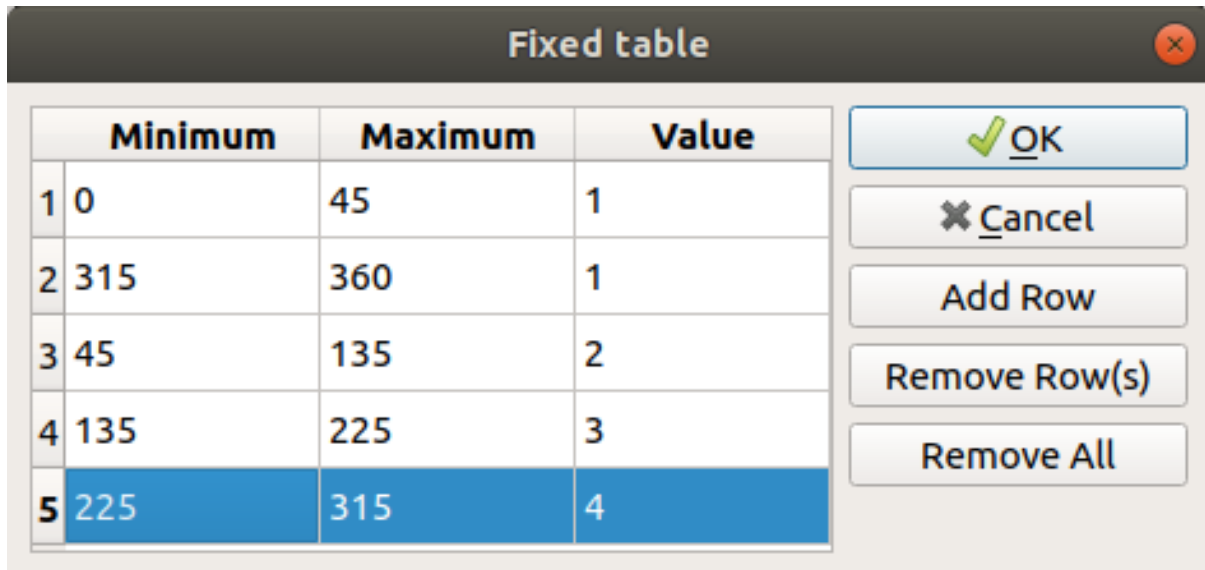 Fixed table
Minimum Maximum Value
1 0 45 1
2 315 360 1
3 45 135 2
4 135 225 3
5 225 315 4
OK
Cancel
Add Row
Remove Row(s)
Remove All